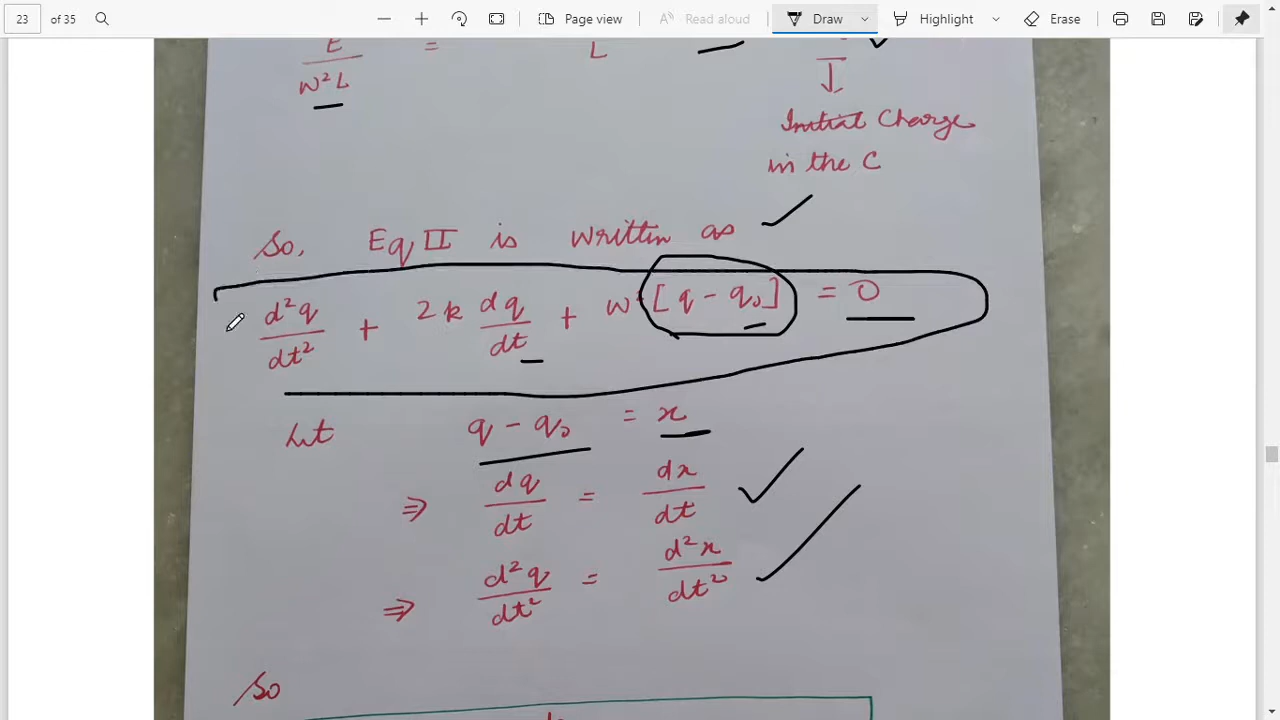 23 of 35 Page view Read aloud Draw Highlight Erase
E
= L
w²L
Initial Charge
in the C
So, Eq II is written as
d²q/dt² + 2k dq/dt + w² [q - q₀] = 0
Let q - q₀ = x
⇒ dq/dt = dx/dt
⇒ d²q/dt² = d²x/dt²
So